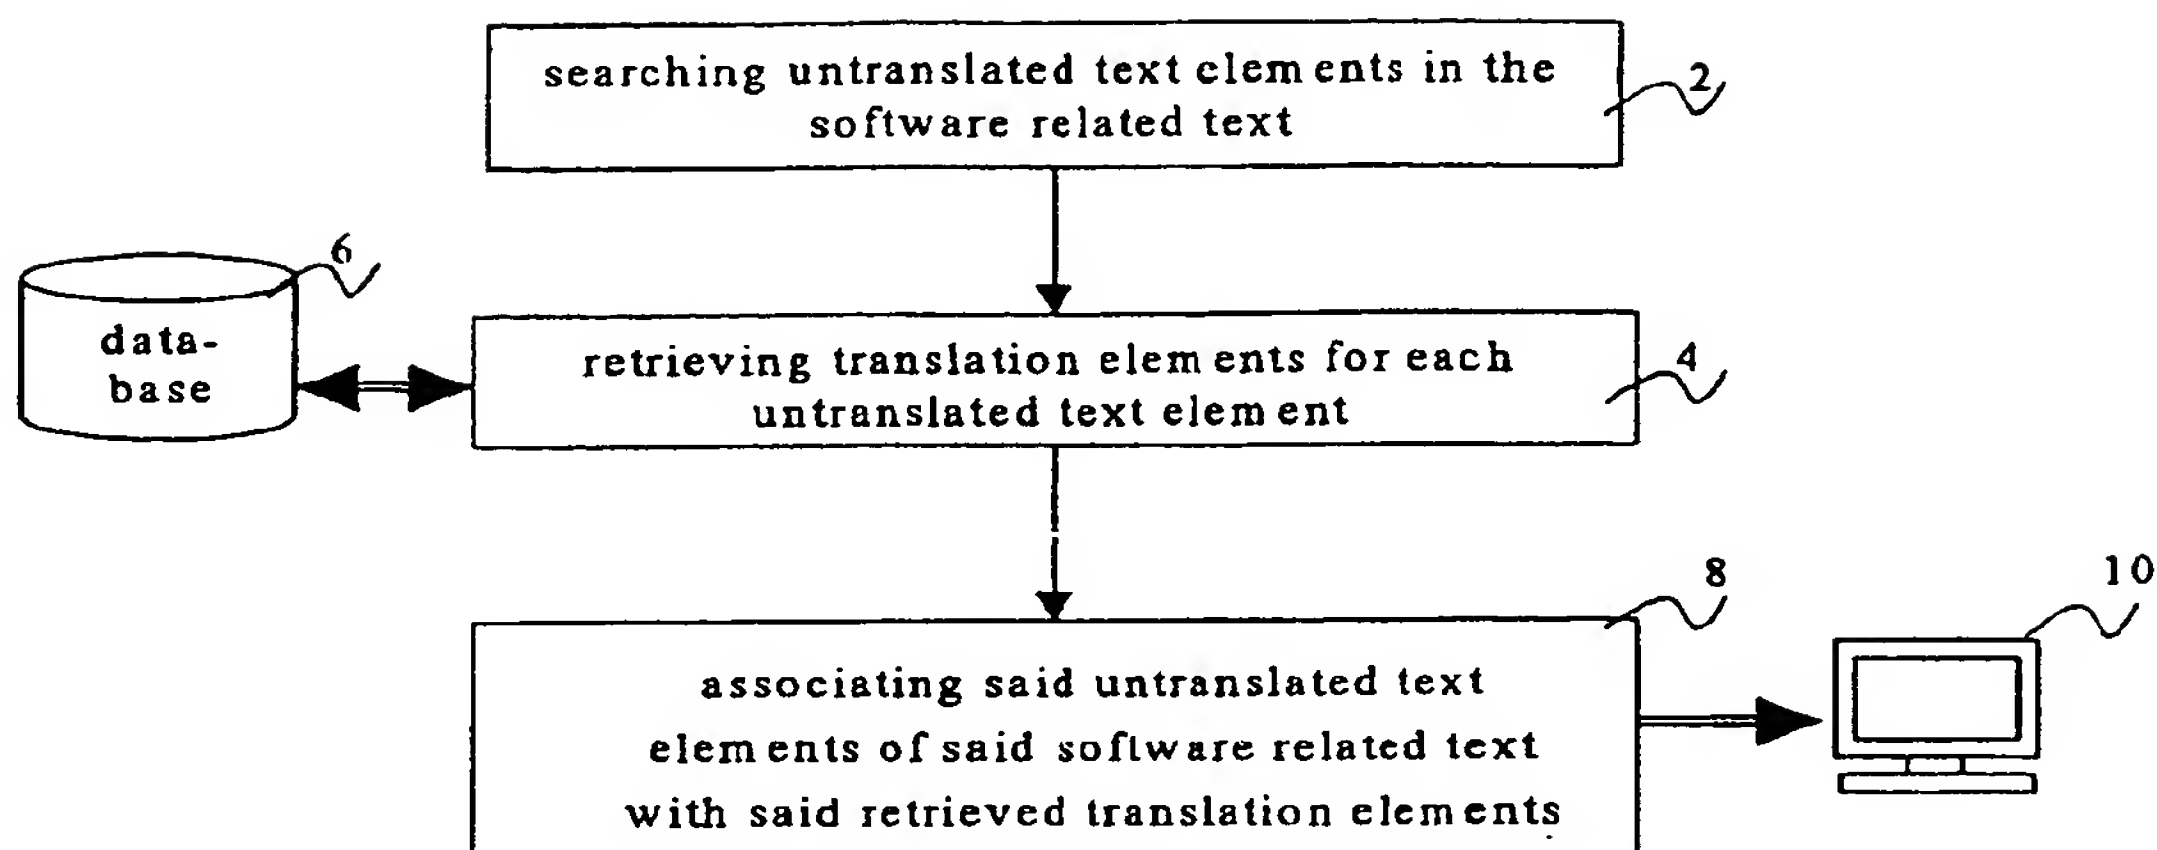 searching untranslated text elements in the
software related text
2
6
data-
base
retrieving translation elements for each
untranslated text element
4
8
10
associating said untranslated text
elements of said software related text
with said retrieved translation elements